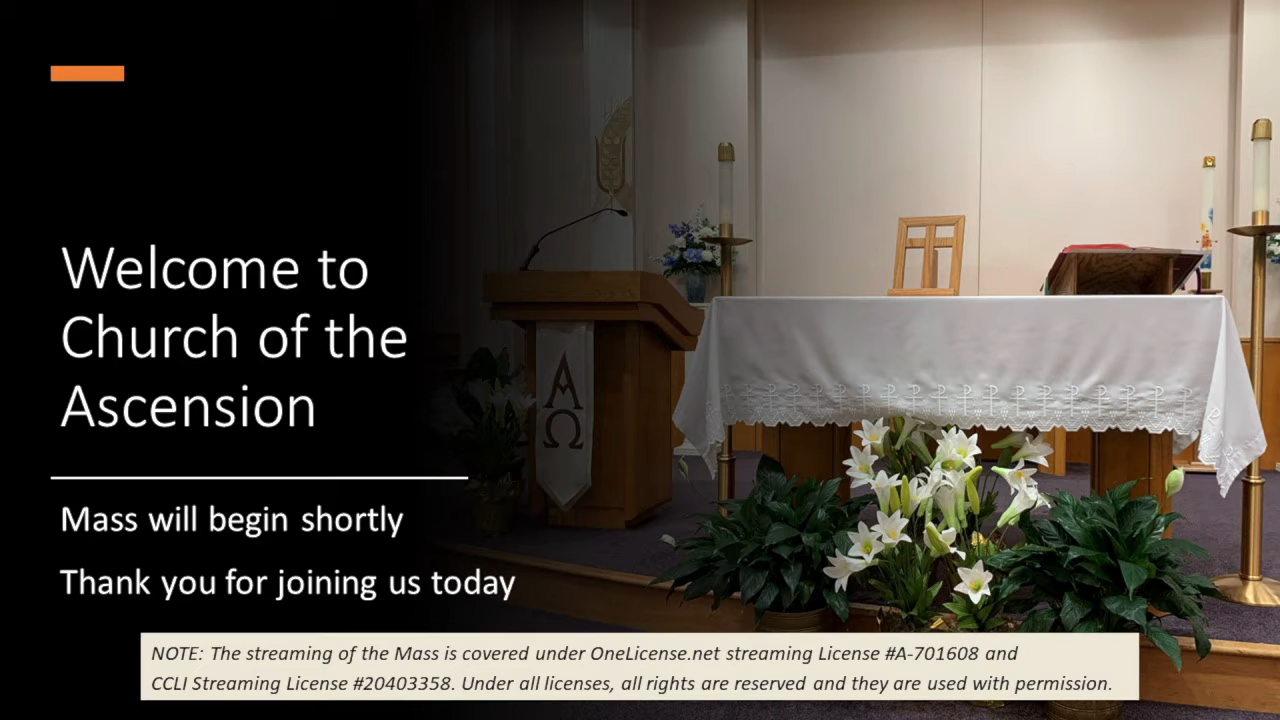 Welcome to
Church of the
Ascension
Mass will begin shortly
Thank you for joining us today
Α
Ω
NOTE: The streaming of the Mass is covered under OneLicense.net streaming License #A-701608 and
CCLI Streaming License #20403358. Under all licenses, all rights are reserved and they are used with permission.